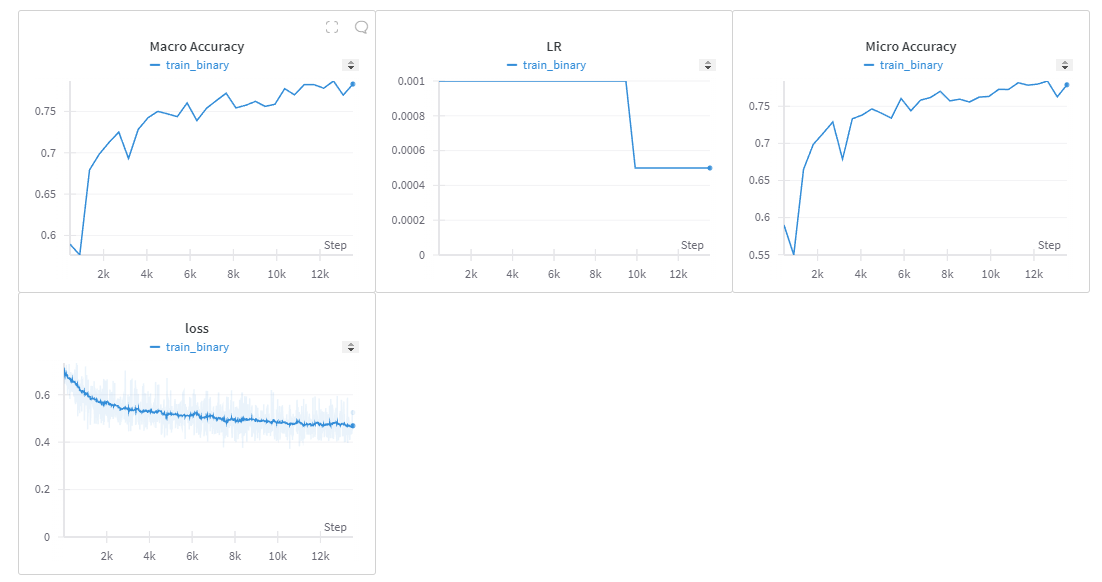 Macro Accuracy
train_binary
0.75
0.7
0.65
0.6
Step
2k 4k 6k 8k 10k 12k
LR
train_binary
0.001
0.0008
0.0006
0.0004
0.0002
0
Step
2k 4k 6k 8k 10k 12k
Micro Accuracy
train_binary
0.75
0.7
0.65
0.6
0.55
Step
2k 4k 6k 8k 10k 12k
loss
train_binary
0.6
0.4
0.2
0
Step
2k 4k 6k 8k 10k 12k